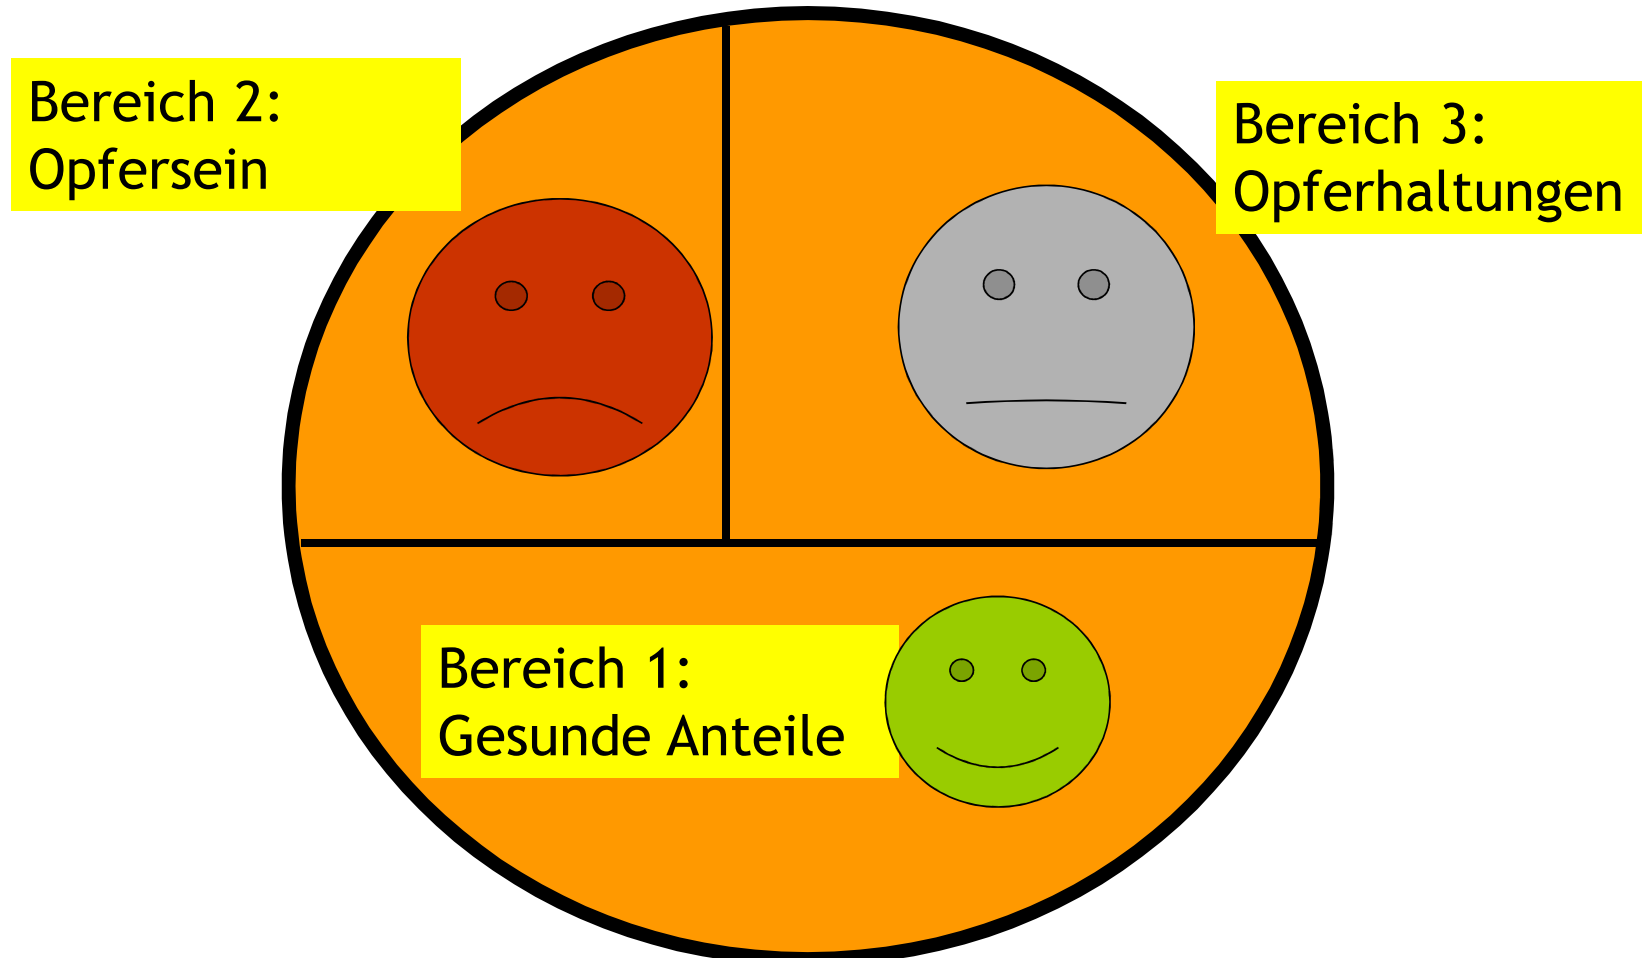 Bereich 2:
Opfersein
Bereich 3:
Opferhaltungen
Bereich 1:
Gesunde Anteile